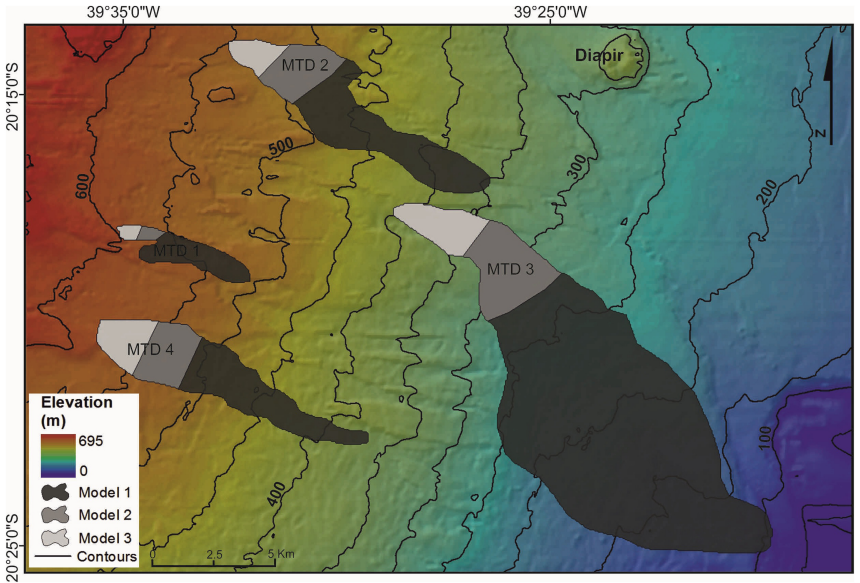 39°35'0"W
39°25'0"W
Diapir
MTD 2
20°15'0"S
N
500
300
600
200
MTD 1
MTD 3
MTD 4
Elevation
(m)
695
0
100
Model 1
Model 2
Model 3
400
Contours
0 2.5 5 Km
20°25'0"S